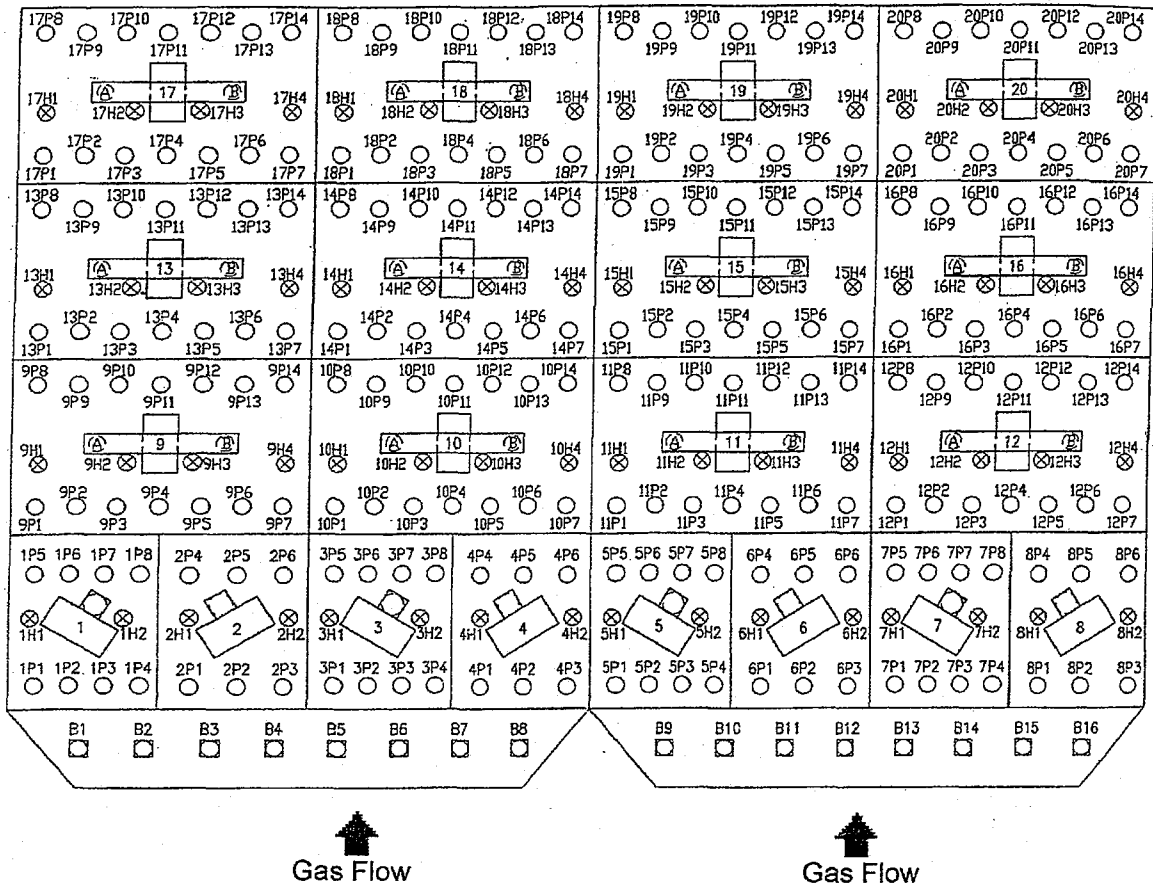 17P8 17P10 17P12 17P14 18P8 18P10 18P12 18P14 19P8 19P10 19P12 19P14 20P8 20P10 20P12 20P14
17P9 17P11 17P13 18P9 18P11 18P13 19P9 19P11 19P13 20P9 20P11 20P13
A 17 B A 18 B A 19 B A 20 B
17H1 17H2 17H3 17H4 18H1 18H2 18H3 18H4 19H1 19H2 19H3 19H4 20H1 20H2 20H3 20H4
17P2 17P4 17P6 18P2 18P4 18P6 19P2 19P4 19P6 20P2 20P4 20P6
17P1 17P3 17P5 17P7 18P1 18P3 18P5 18P7 19P1 19P3 19P5 19P7 20P1 20P3 20P5 20P7
13P8 13P10 13P12 13P14 14P8 14P10 14P12 14P14 15P8 15P10 15P12 15P14 16P8 16P10 16P12 16P14
13P9 13P11 13P13 14P9 14P11 14P13 15P9 15P11 15P13 16P9 16P11 16P13
A 13 B A 14 B A 15 B A 16 B
13H1 13H2 13H3 13H4 14H1 14H2 14H3 14H4 15H1 15H2 15H3 15H4 16H1 16H2 16H3 16H4
13P2 13P4 13P6 14P2 14P4 14P6 15P2 15P4 15P6 16P2 16P4 16P6
13P1 13P3 13P5 13P7 14P1 14P3 14P5 14P7 15P1 15P3 15P5 15P7 16P1 16P3 16P5 16P7
9P8 9P10 9P12 9P14 10P8 10P10 10P12 10P14 11P8 11P10 11P12 11P14 12P8 12P10 12P12 12P14
9P9 9P11 9P13 10P9 10P11 10P13 11P9 11P11 11P13 12P9 12P11 12P13
A 9 B A 10 B A 11 B A 12 B
9H1 9H2 9H3 9H4 10H1 10H2 10H3 10H4 11H1 11H2 11H3 11H4 12H1 12H2 12H3 12H4
9P2 9P4 9P6 10P2 10P4 10P6 11P2 11P4 11P6 12P2 12P4 12P6
9P1 9P3 9P5 9P7 10P1 10P3 10P5 10P7 11P1 11P3 11P5 11P7 12P1 12P3 12P5 12P7
1P5 1P6 1P7 1P8 2P4 2P5 2P6 3P5 3P6 3P7 3P8 4P4 4P5 4P6 5P5 5P6 5P7 5P8 6P4 6P5 6P6 7P5 7P6 7P7 7P8 8P4 8P5 8P6
1 2 3 4 5 6 7 8
1H1 1H2 2H1 2H2 3H1 3H2 4H1 4H2 5H1 5H2 6H1 6H2 7H1 7H2 8H1 8H2
1P1 1P2 1P3 1P4 2P1 2P2 2P3 3P1 3P2 3P3 3P4 4P1 4P2 4P3 5P1 5P2 5P3 5P4 6P1 6P2 6P3 7P1 7P2 7P3 7P4 8P1 8P2 8P3
B1 B2 B3 B4 B5 B6 B7 B8 B9 B10 B11 B12 B13 B14 B15 B16
Gas Flow Gas Flow